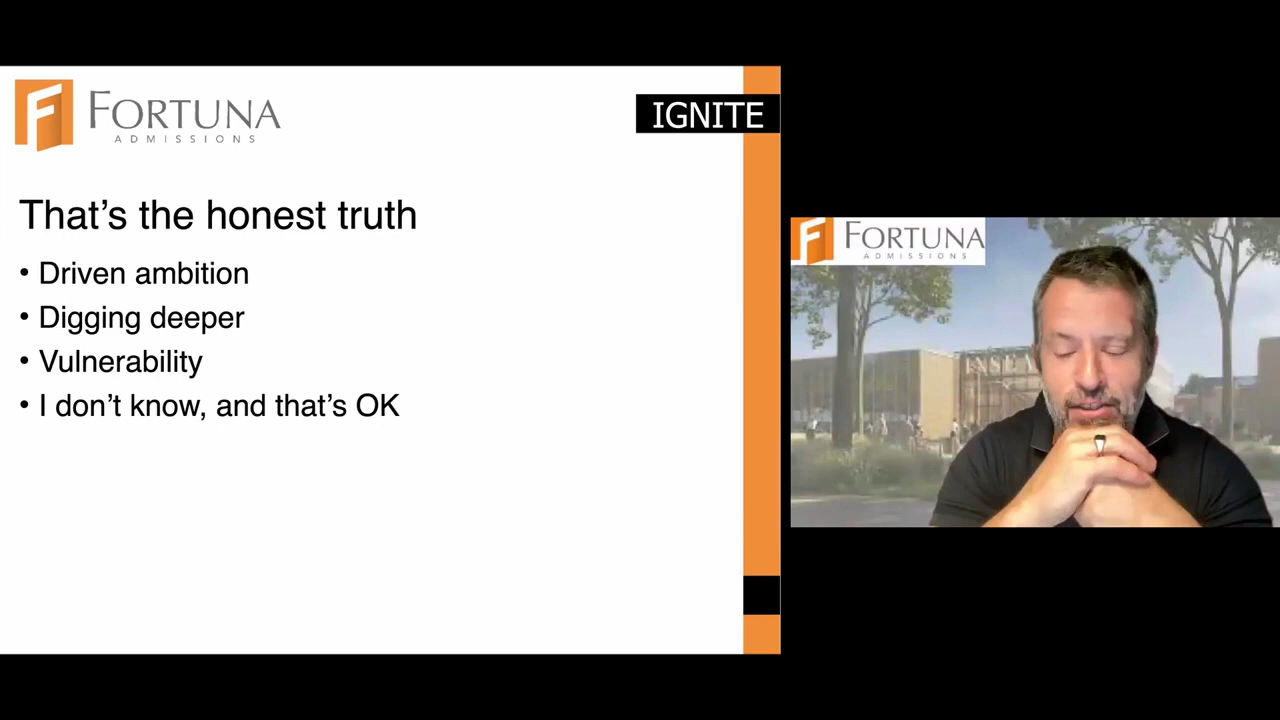 FORTUNA
ADMISSIONS
IGNITE
That's the honest truth
• Driven ambition
• Digging deeper
• Vulnerability
• I don't know, and that's OK
FORTUNA
ADMISSIONS